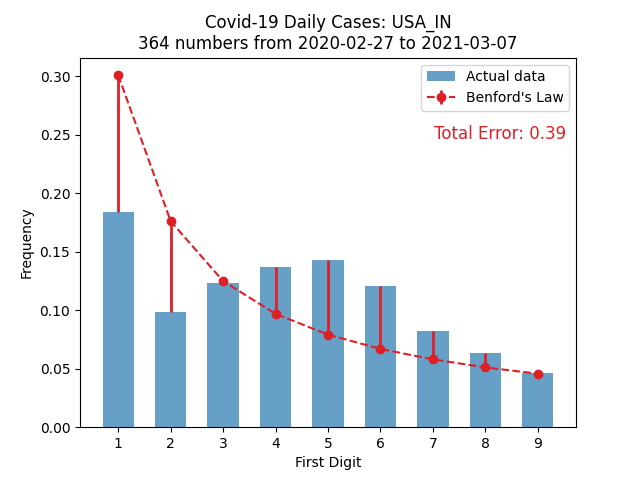 Covid-19 Daily Cases: USA_IN
364 numbers from 2020-02-27 to 2021-03-07
Actual data
Benford's Law
Total Error: 0.39
0.30
0.25
0.20
0.15
0.10
0.05
0.00
Frequency
1 2 3 4 5 6 7 8 9
First Digit